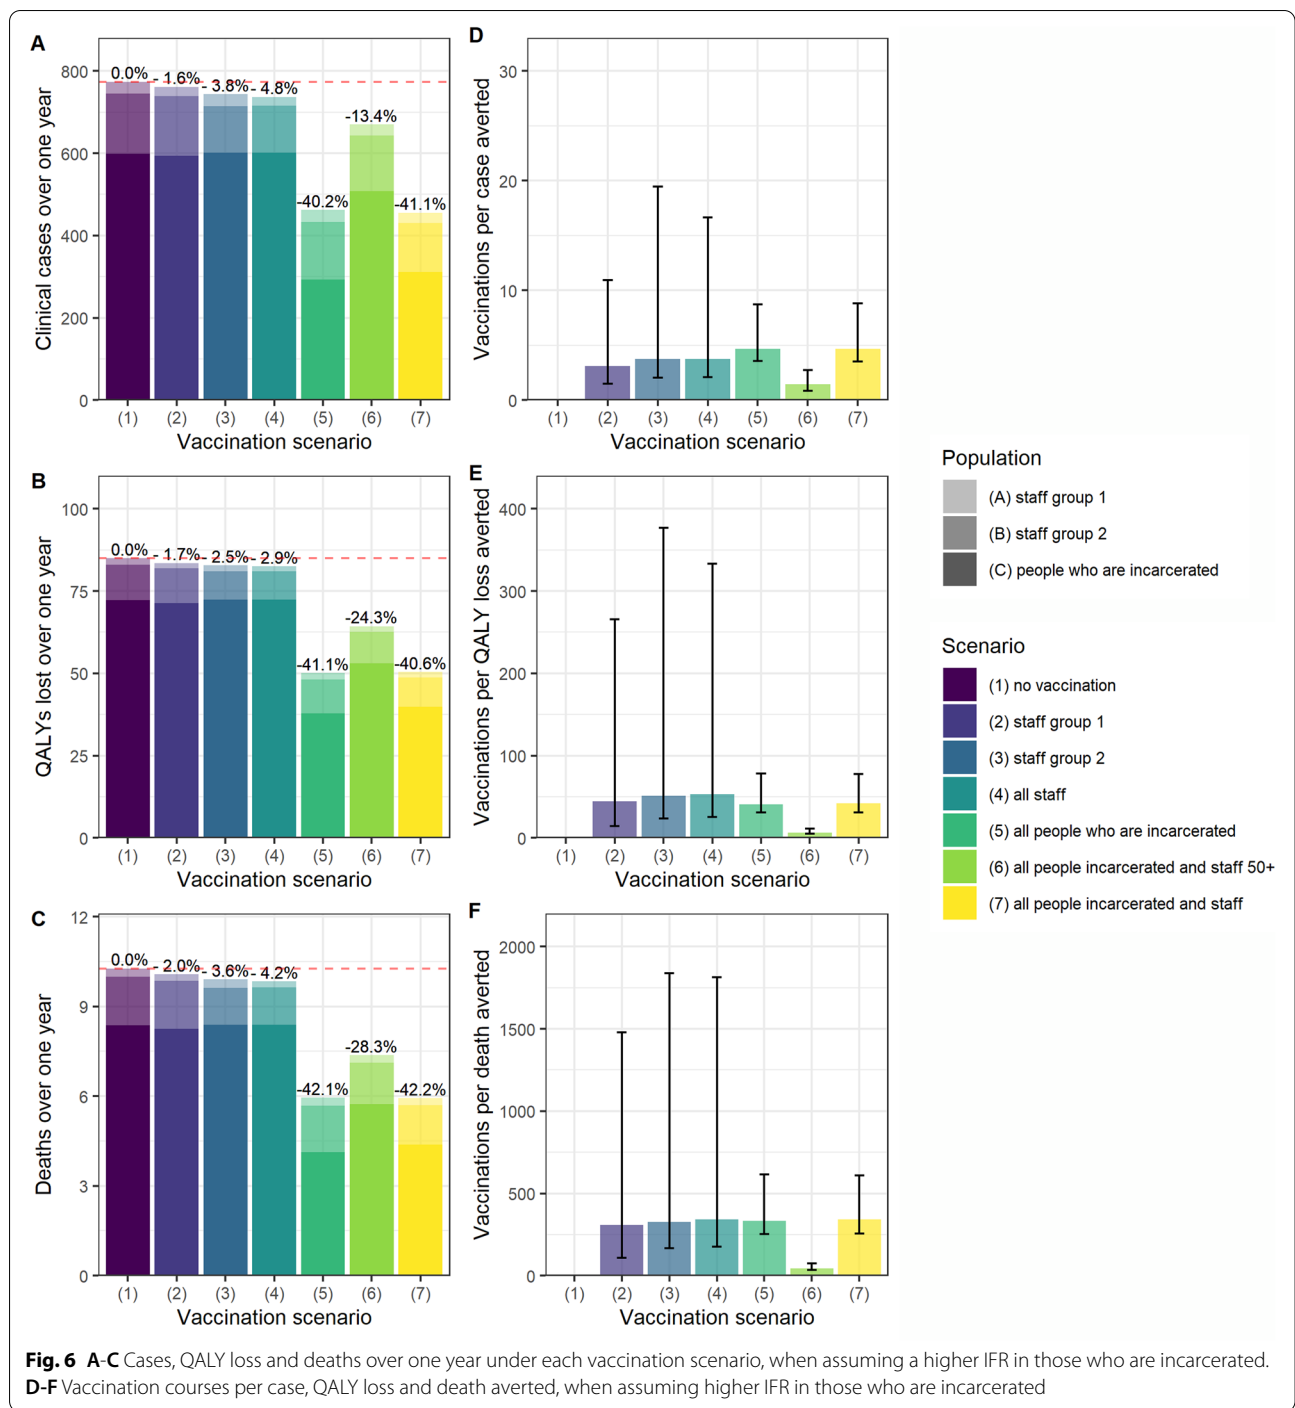 A
Clinical cases over one year
800
600
400
200
0
0.0%
- 1.6%
- 3.8%
- 4.8%
-40.2%
-13.4%
-41.1%
(1) (2) (3) (4) (5) (6) (7)
Vaccination scenario
D
Vaccinations per case averted
30
20
10
0
(1) (2) (3) (4) (5) (6) (7)
Vaccination scenario
B
QALYs lost over one year
100
75
50
25
0
0.0%
- 1.7%
- 2.5%
- 2.9%
-41.1%
-24.3%
-40.6%
(1) (2) (3) (4) (5) (6) (7)
Vaccination scenario
E
Vaccinations per QALY loss averted
400
300
200
100
0
(1) (2) (3) (4) (5) (6) (7)
Vaccination scenario
C
Deaths over one year
12
9
6
3
0
0.0%
- 2.0%
- 3.6%
- 4.2%
-42.1%
-28.3%
-42.2%
(1) (2) (3) (4) (5) (6) (7)
Vaccination scenario
F
Vaccinations per death averted
2000
1500
1000
500
0
(1) (2) (3) (4) (5) (6) (7)
Vaccination scenario
Population
(A) staff group 1
(B) staff group 2
(C) people who are incarcerated
Scenario
(1) no vaccination
(2) staff group 1
(3) staff group 2
(4) all staff
(5) all people who are incarcerated
(6) all people incarcerated and staff 50+
(7) all people incarcerated and staff
Fig. 6 A-C Cases, QALY loss and deaths over one year under each vaccination scenario, when assuming a higher IFR in those who are incarcerated.
D-F Vaccination courses per case, QALY loss and death averted, when assuming higher IFR in those who are incarcerated